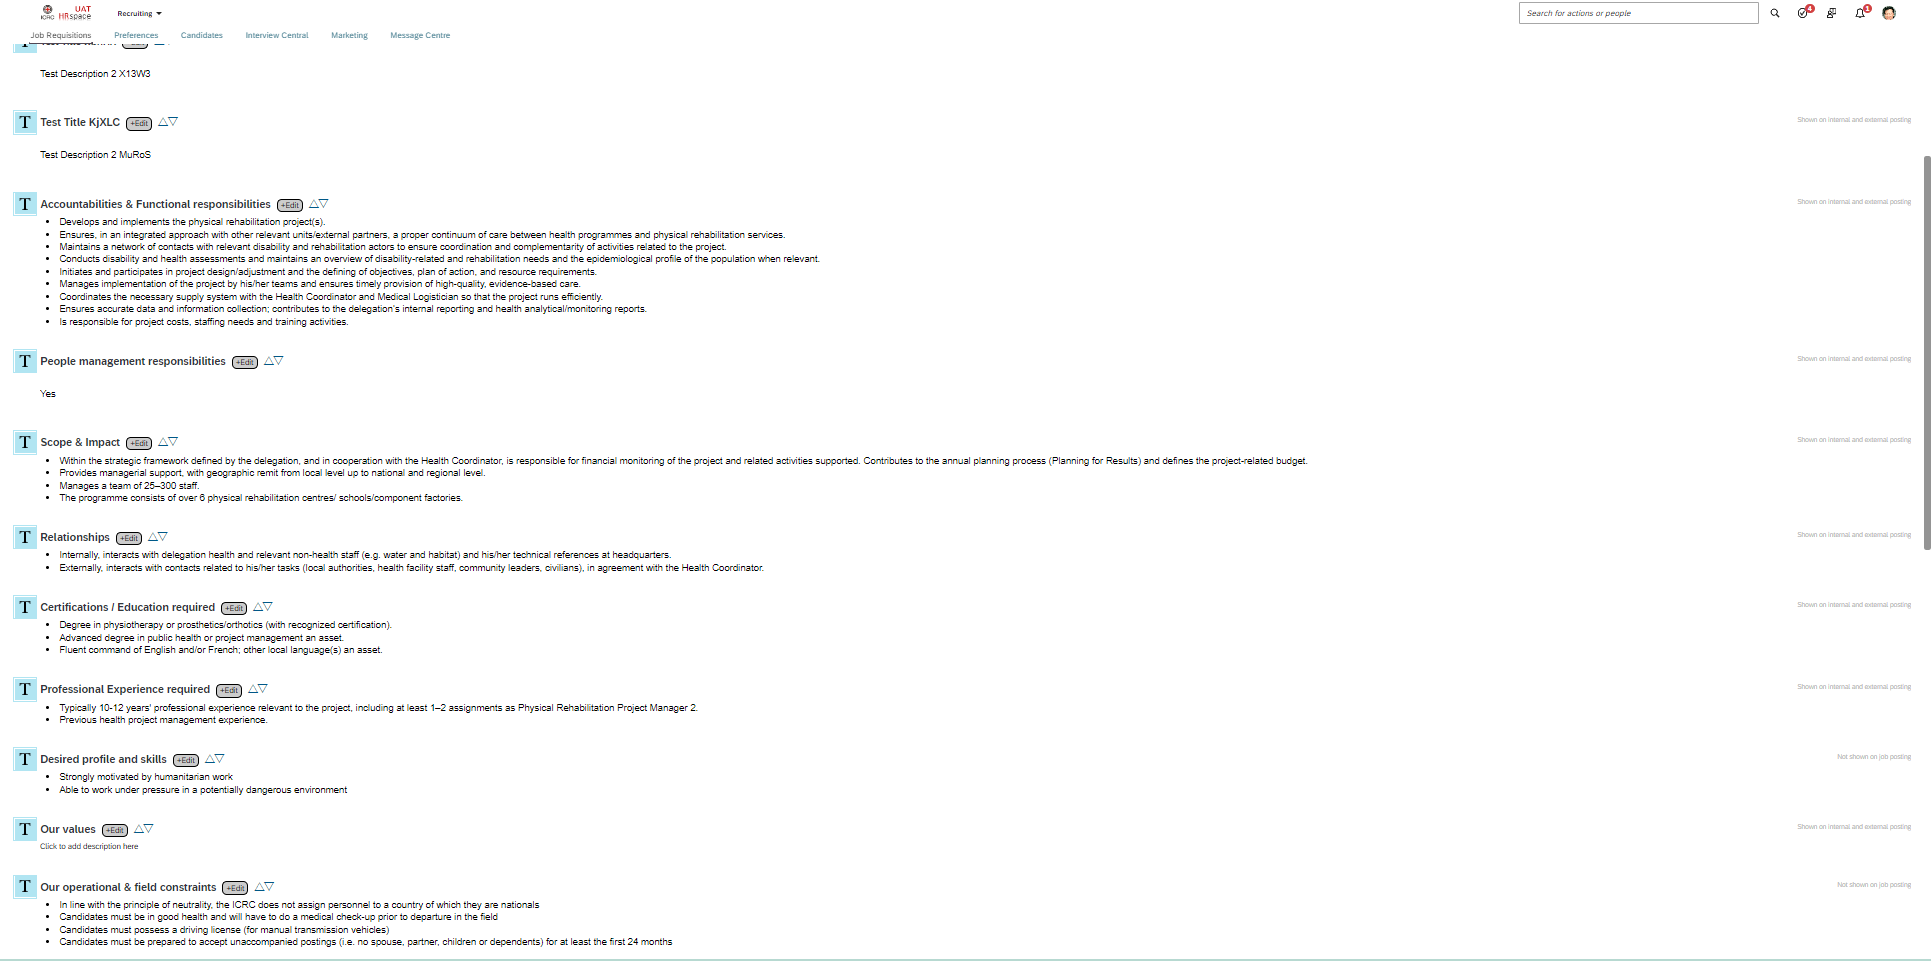 ICRC
UAT
HRspace
Recruiting
Search for actions or people
4
1
Job Requisitions
Preferences
Candidates
Interview Central
Marketing
Message Centre
Test Description 2 X13W3
T Test Title KjXLC +Edit
Shown on internal and external posting
Test Description 2 MuRoS
T Accountabilities & Functional responsibilities +Edit
Shown on internal and external posting
• Develops and implements the physical rehabilitation project(s).
• Ensures, in an integrated approach with other relevant units/external partners, a proper continuum of care between health programmes and physical rehabilitation services.
• Maintains a network of contacts with relevant disability and rehabilitation actors to ensure coordination and complementarity of activities related to the project.
• Conducts disability and health assessments and maintains an overview of disability-related and rehabilitation needs and the epidemiological profile of the population when relevant.
• Initiates and participates in project design/adjustment and the defining of objectives, plan of action, and resource requirements.
• Manages implementation of the project by his/her teams and ensures timely provision of high-quality, evidence-based care.
• Coordinates the necessary supply system with the Health Coordinator and Medical Logistician so that the project runs efficiently.
• Ensures accurate data and information collection; contributes to the delegation's internal reporting and health analytical/monitoring reports.
• Is responsible for project costs, staffing needs and training activities.
T People management responsibilities +Edit
Shown on internal and external posting
Yes
T Scope & Impact +Edit
Shown on internal and external posting
• Within the strategic framework defined by the delegation, and in cooperation with the Health Coordinator, is responsible for financial monitoring of the project and related activities supported. Contributes to the annual planning process (Planning for Results) and defines the project-related budget.
• Provides managerial support, with geographic remit from local level up to national and regional level.
• Manages a team of 25–300 staff.
• The programme consists of over 6 physical rehabilitation centres/ schools/component factories.
T Relationships +Edit
Shown on internal and external posting
• Internally, interacts with delegation health and relevant non-health staff (e.g. water and habitat) and his/her technical references at headquarters.
• Externally, interacts with contacts related to his/her tasks (local authorities, health facility staff, community leaders, civilians), in agreement with the Health Coordinator.
T Certifications / Education required +Edit
Shown on internal and external posting
• Degree in physiotherapy or prosthetics/orthotics (with recognized certification).
• Advanced degree in public health or project management an asset.
• Fluent command of English and/or French; other local language(s) an asset.
T Professional Experience required +Edit
Shown on internal and external posting
• Typically 10-12 years' professional experience relevant to the project, including at least 1–2 assignments as Physical Rehabilitation Project Manager 2.
• Previous health project management experience.
T Desired profile and skills +Edit
Not shown on job posting
• Strongly motivated by humanitarian work
• Able to work under pressure in a potentially dangerous environment
T Our values +Edit
Shown on internal and external posting
Click to add description here
T Our operational & field constraints +Edit
Not shown on job posting
• In line with the principle of neutrality, the ICRC does not assign personnel to a country of which they are nationals
• Candidates must be in good health and will have to do a medical check-up prior to departure in the field
• Candidates must possess a driving license (for manual transmission vehicles)
• Candidates must be prepared to accept unaccompanied postings (i.e. no spouse, partner, children or dependents) for at least the first 24 months